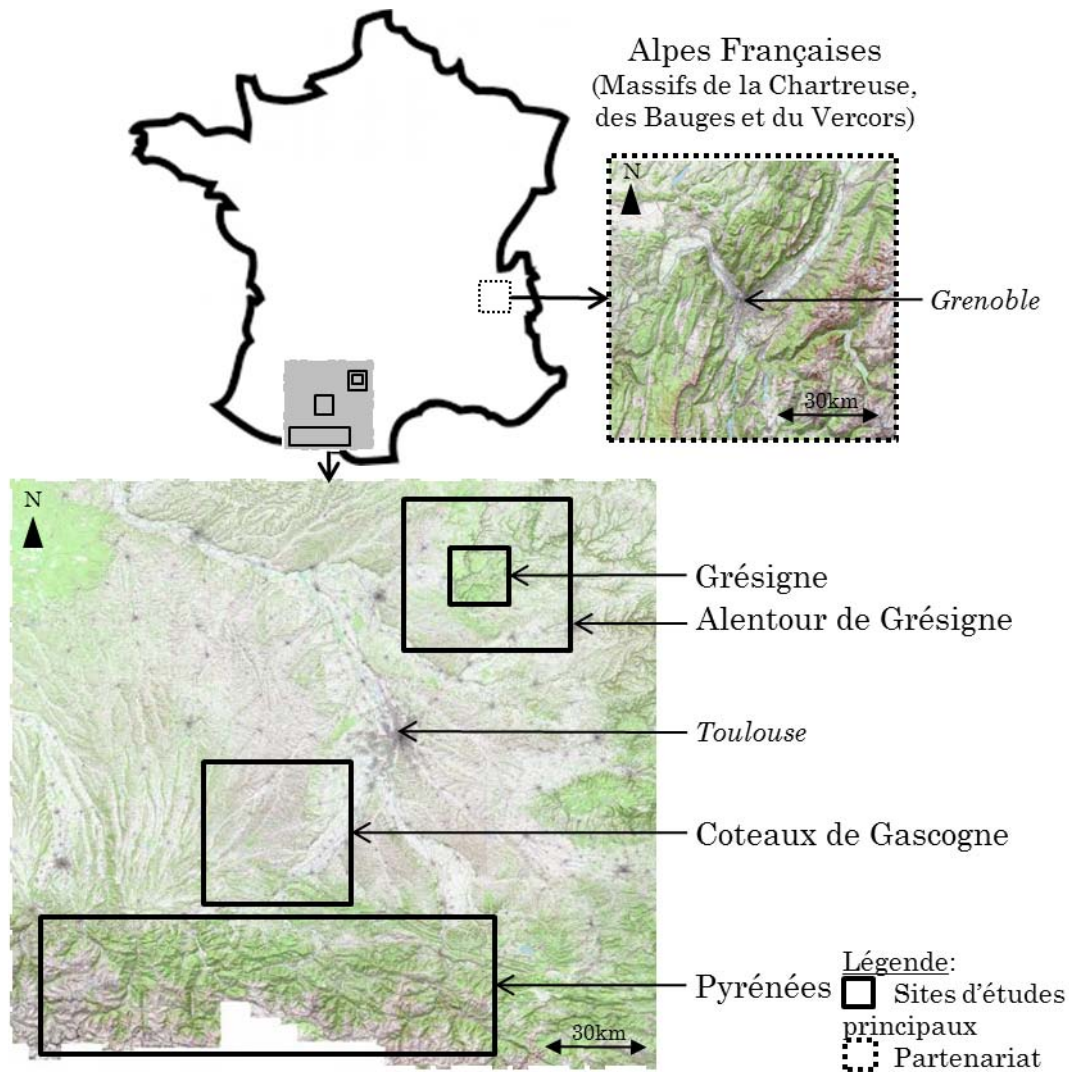 Alpes Françaises
(Massifs de la Chartreuse,
des Bauges et du Vercors)
N
Grenoble
30km
N
Grésigne
Alentour de Grésigne
Toulouse
Coteaux de Gascogne
Pyrénées
30km
Légende:
Sites d'études
principaux
Partenariat